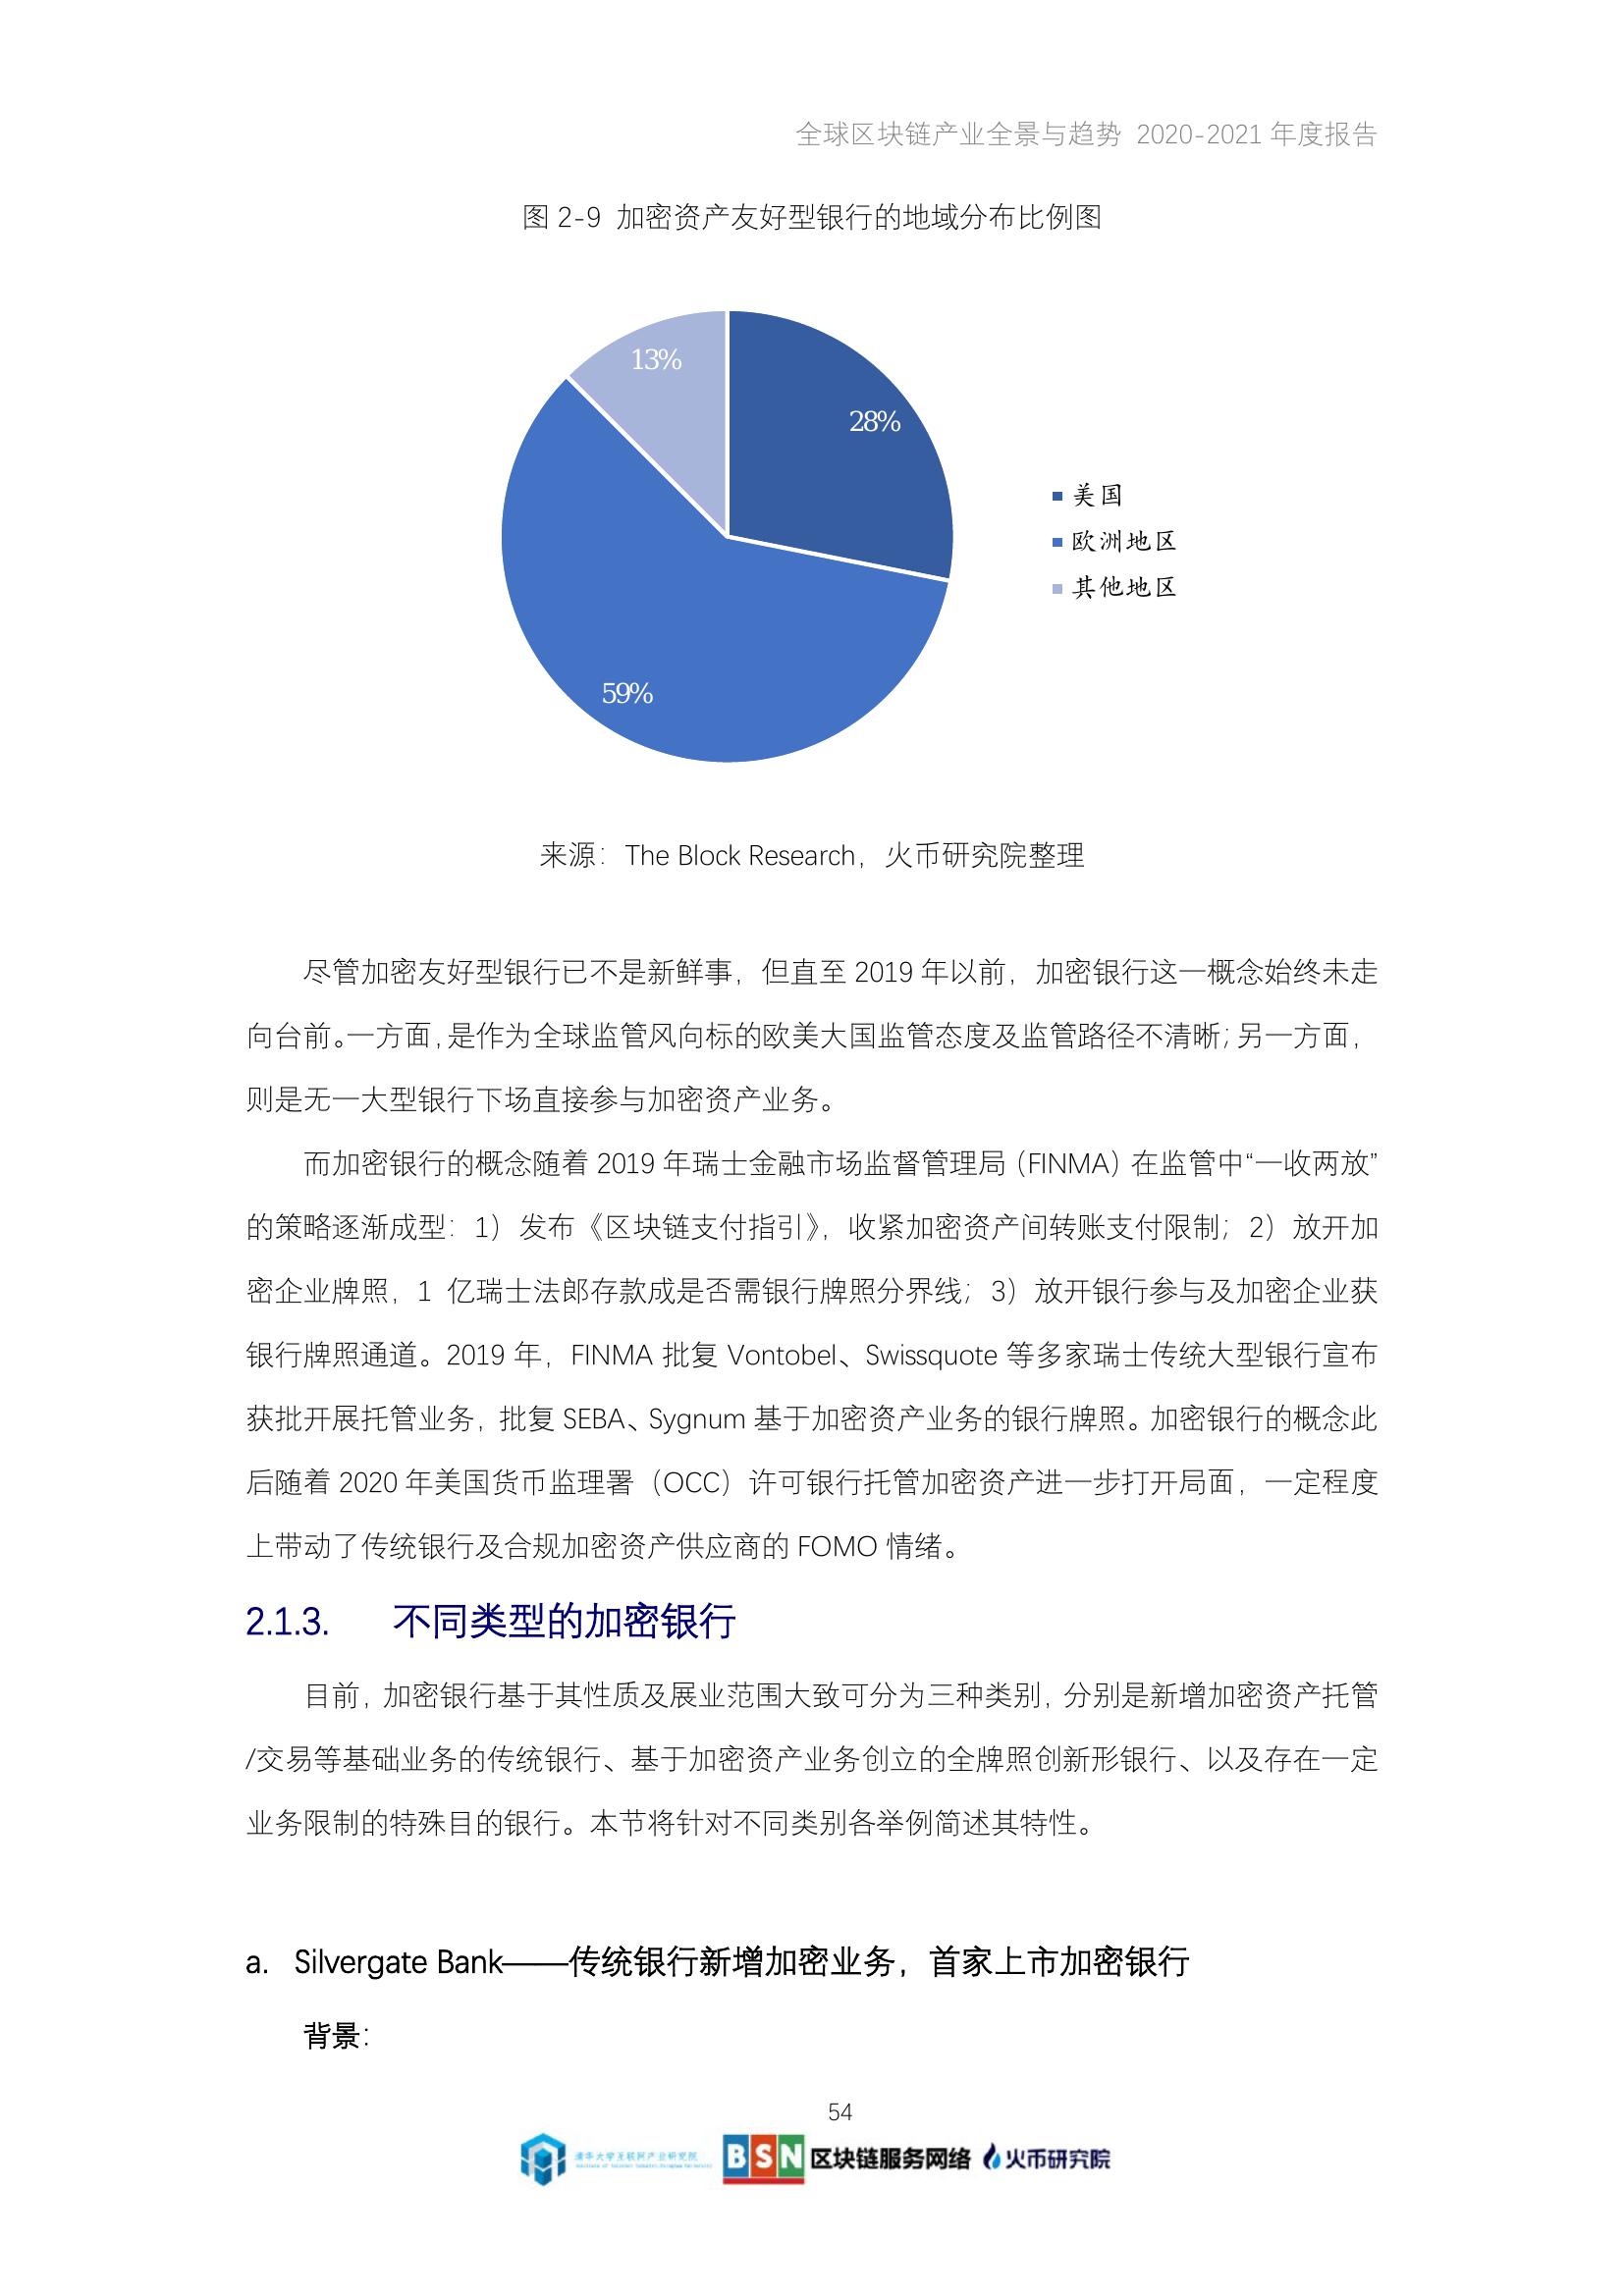 全球区块链产业全景与趋势 2020-2021 年度报告
图 2-9 加密资产友好型银行的地域分布比例图
13%
28%
59%
美国
欧洲地区
其他地区
来源：The Block Research，火币研究院整理
尽管加密友好型银行已不是新鲜事，但直至 2019 年以前，加密银行这一概念始终未走
向台前。一方面，是作为全球监管风向标的欧美大国监管态度及监管路径不清晰；另一方面，
则是无一大型银行下场直接参与加密资产业务。
而加密银行的概念随着 2019 年瑞士金融市场监督管理局（FINMA）在监管中“一收两放”
的策略逐渐成型：1）发布《区块链支付指引》，收紧加密资产间转账支付限制；2）放开加
密企业牌照，1 亿瑞士法郎存款成是否需银行牌照分界线；3）放开银行参与及加密企业获
银行牌照通道。2019 年，FINMA 批复 Vontobel、Swissquote 等多家瑞士传统大型银行宣布
获批开展托管业务，批复 SEBA、Sygnum 基于加密资产业务的银行牌照。加密银行的概念此
后随着 2020 年美国货币监理署（OCC）许可银行托管加密资产进一步打开局面，一定程度
上带动了传统银行及合规加密资产供应商的 FOMO 情绪。
2.1.3. 不同类型的加密银行
目前，加密银行基于其性质及展业范围大致可分为三种类别，分别是新增加密资产托管
/交易等基础业务的传统银行、基于加密资产业务创立的全牌照创新形银行、以及存在一定
业务限制的特殊目的银行。本节将针对不同类别各举例简述其特性。
a. Silvergate Bank——传统银行新增加密业务，首家上市加密银行
背景：
54
清华大学互联网产业研究院
BSN 区块链服务网络 火币研究院